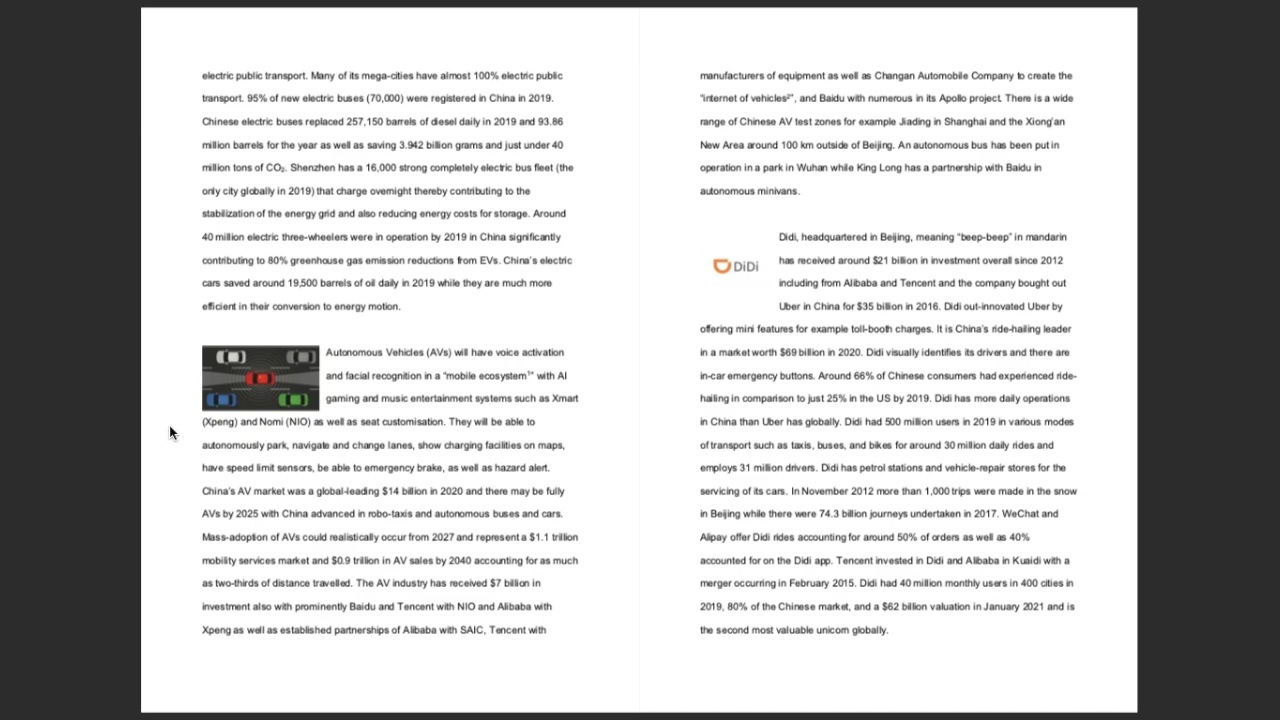 electric public transport. Many of its mega-cities have almost 100% electric public
transport. 95% of new electric buses (70,000) were registered in China in 2019.
Chinese electric buses replaced 257,150 barrels of diesel daily in 2019 and 93.86
million barrels for the year as well as saving 3.942 billion grams and just under 40
million tons of CO₂. Shenzhen has a 16,000 strong completely electric bus fleet (the
only city globally in 2019) that charge overnight thereby contributing to the
stabilization of the energy grid and also reducing energy costs for storage. Around
40 million electric three-wheelers were in operation by 2019 in China significantly
contributing to 80% greenhouse gas emission reductions from EVs. China's electric
cars saved around 19,500 barrels of oil daily in 2019 while they are much more
efficient in their conversion to energy motion.
Autonomous Vehicles (AVs) will have voice activation
and facial recognition in a “mobile ecosystem¹” with AI
gaming and music entertainment systems such as Xmart
(Xpeng) and Nomi (NIO) as well as seat customisation. They will be able to
autonomously park, navigate and change lanes, show charging facilities on maps,
have speed limit sensors, be able to emergency brake, as well as hazard alert.
China's AV market was a global-leading $14 billion in 2020 and there may be fully
AVs by 2025 with China advanced in robo-taxis and autonomous buses and cars.
Mass-adoption of AVs could realistically occur from 2027 and represent a $1.1 trillion
mobility services market and $0.9 trillion in AV sales by 2040 accounting for as much
as two-thirds of distance travelled. The AV industry has received $7 billion in
investment also with prominently Baidu and Tencent with NIO and Alibaba with
Xpeng as well as established partnerships of Alibaba with SAIC, Tencent with
manufacturers of equipment as well as Changan Automobile Company to create the
“internet of vehicles²”, and Baidu with numerous in its Apollo project. There is a wide
range of Chinese AV test zones for example Jiading in Shanghai and the Xiong'an
New Area around 100 km outside of Beijing. An autonomous bus has been put in
operation in a park in Wuhan while King Long has a partnership with Baidu in
autonomous minivans.
DiDi
Didi, headquartered in Beijing, meaning “beep-beep” in mandarin
has received around $21 billion in investment overall since 2012
including from Alibaba and Tencent and the company bought out
Uber in China for $35 billion in 2016. Didi out-innovated Uber by
offering mini features for example toll-booth charges. It is China's ride-hailing leader
in a market worth $69 billion in 2020. Didi visually identifies its drivers and there are
in-car emergency buttons. Around 66% of Chinese consumers had experienced ride-
hailing in comparison to just 25% in the US by 2019. Didi has more daily operations
in China than Uber has globally. Didi had 500 million users in 2019 in various modes
of transport such as taxis, buses, and bikes for around 30 million daily rides and
employs 31 million drivers. Didi has petrol stations and vehicle-repair stores for the
servicing of its cars. In November 2012 more than 1,000 trips were made in the snow
in Beijing while there were 74.3 billion journeys undertaken in 2017. WeChat and
Alipay offer Didi rides accounting for around 50% of orders as well as 40%
accounted for on the Didi app. Tencent invested in Didi and Alibaba in Kuaidi with a
merger occurring in February 2015. Didi had 40 million monthly users in 400 cities in
2019, 80% of the Chinese market, and a $62 billion valuation in January 2021 and is
the second most valuable unicorn globally.